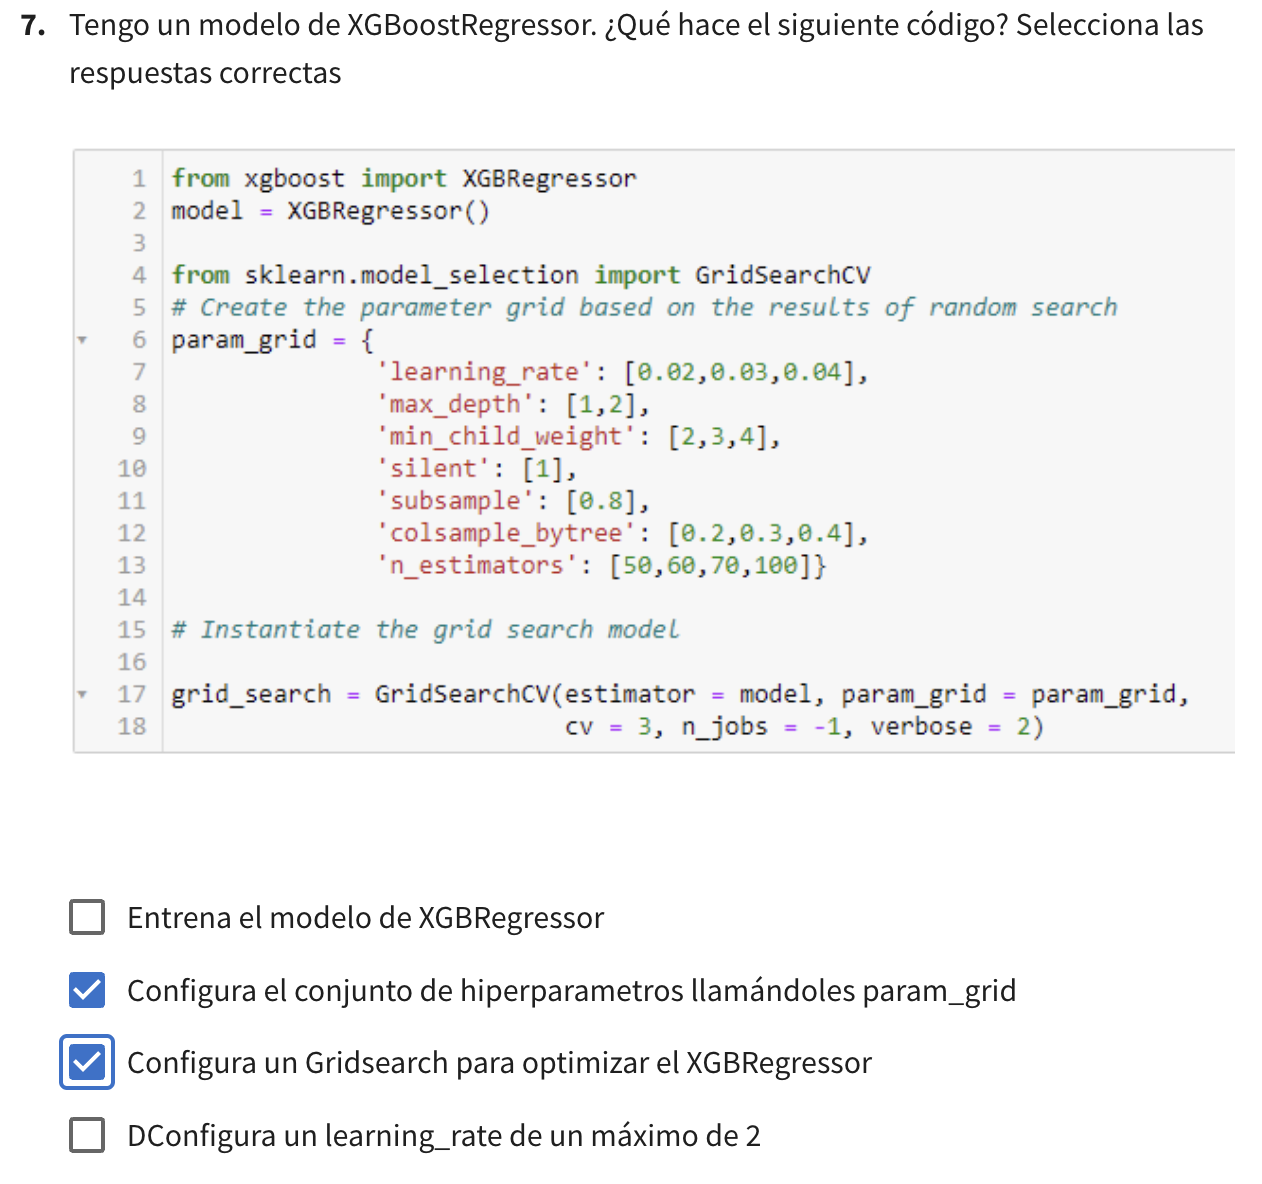 7. Tengo un modelo de XGBoostRegressor. ¿Qué hace el siguiente código? Selecciona las
respuestas correctas
1 from xgboost import XGBRegressor
2 model = XGBRegressor()
3
4 from sklearn.model_selection import GridSearchCV
5 # Create the parameter grid based on the results of random search
6 param_grid = {
7 'learning_rate': [0.02,0.03,0.04],
8 'max_depth': [1,2],
9 'min_child_weight': [2,3,4],
10 'silent': [1],
11 'subsample': [0.8],
12 'colsample_bytree': [0.2,0.3,0.4],
13 'n_estimators': [50,60,70,100]}
14
15 # Instantiate the grid search model
16
17 grid_search = GridSearchCV(estimator = model, param_grid = param_grid,
18 cv = 3, n_jobs = -1, verbose = 2)
Entrena el modelo de XGBRegressor
Configura el conjunto de hiperparametros llamándoles param_grid
Configura un Gridsearch para optimizar el XGBRegressor
DConfigura un learning_rate de un máximo de 2